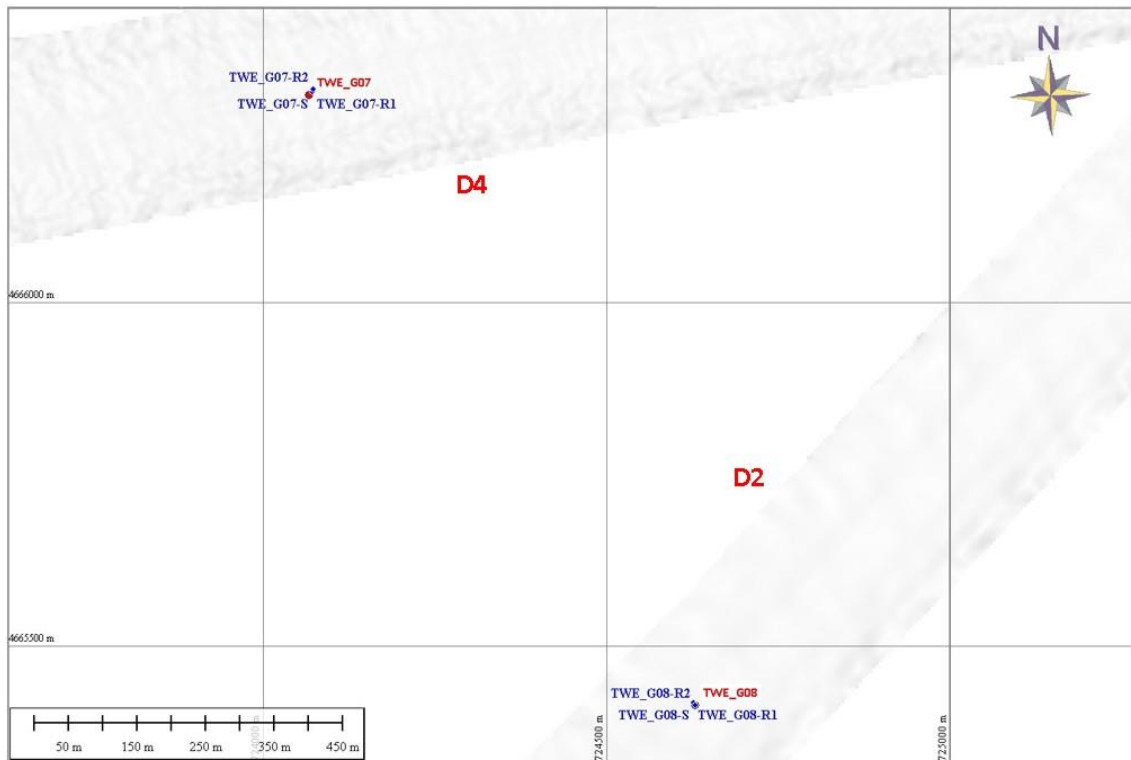 N
TWE_G07-R2 TWE_G07
TWE_G07-S TWE_G07-R1
D4
4666000 m
D2
4665500 m
TWE_G08-R2 TWE_G08
TWE_G08-S TWE_G08-R1
50 m 150 m 250 m 350 m 450 m
724000 m
724500 m
725000 m